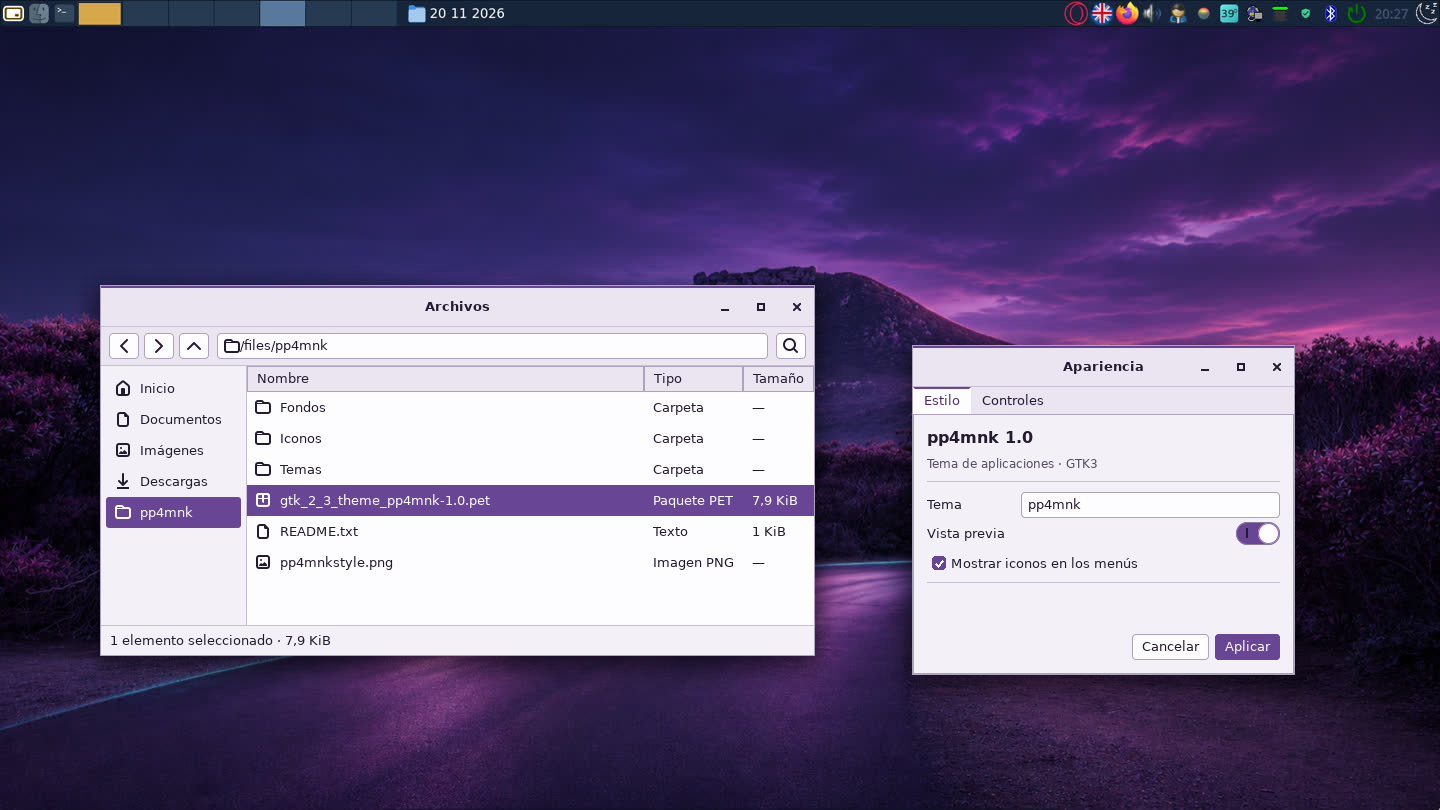 20 11 2026
39°
20:27
Archivos
/files/pp4mnk
Inicio
Documentos
Imágenes
Descargas
pp4mnk
Nombre Tipo Tamaño
Fondos Carpeta —
Iconos Carpeta —
Temas Carpeta —
gtk_2_3_theme_pp4mnk-1.0.pet Paquete PET 7,9 KiB
README.txt Texto 1 KiB
pp4mnkstyle.png Imagen PNG —
1 elemento seleccionado · 7,9 KiB
Apariencia
Estilo Controles
pp4mnk 1.0
Tema de aplicaciones · GTK3
Tema pp4mnk
Vista previa
Mostrar iconos en los menús
Cancelar Aplicar